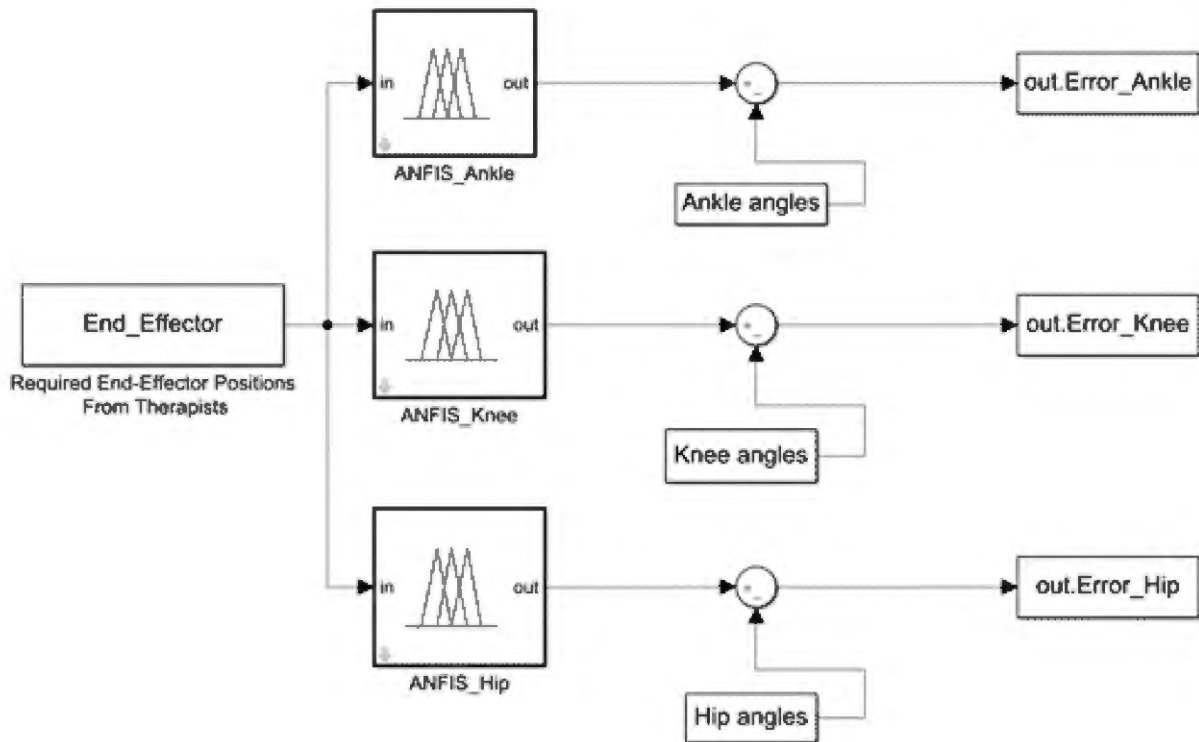 in
out
ANFIS_Ankle
+
-
out.Error_Ankle
Ankle angles
End_Effector
Required End-Effector Positions
From Therapists
in
out
ANFIS_Knee
+
-
out.Error_Knee
Knee angles
in
out
ANFIS_Hip
+
-
out.Error_Hip
Hip angles